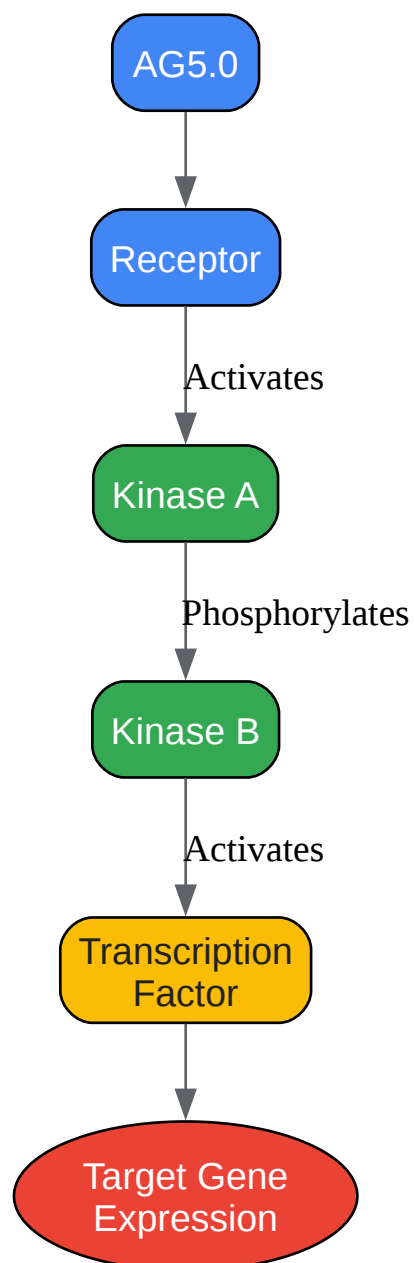 AG5.0
Receptor
Activates
Kinase A
Phosphorylates
Kinase B
Activates
Transcription
Factor
Target Gene
Expression